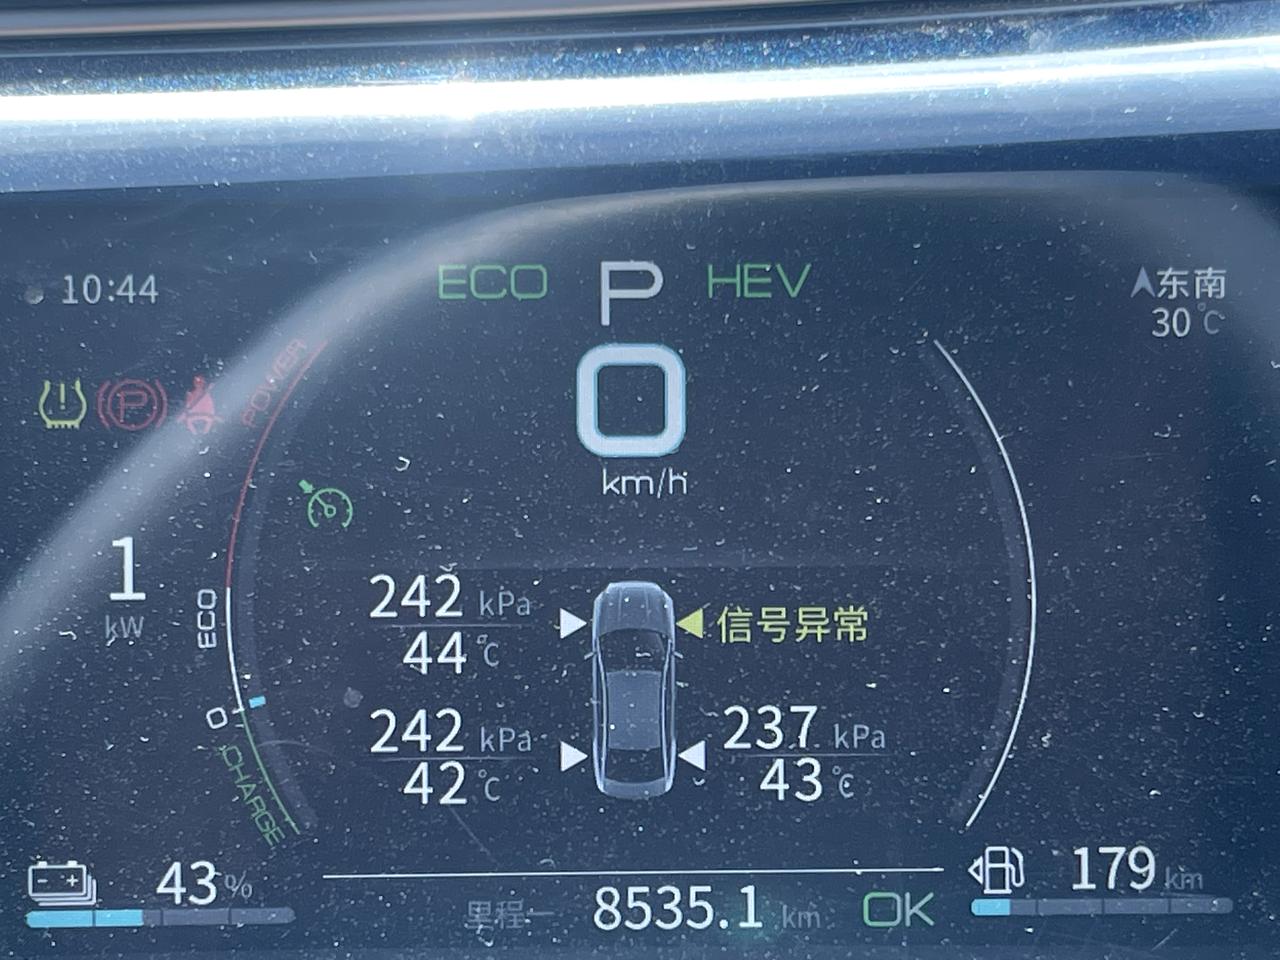 10:44
ECO P HEV
东南
30℃
POWER
0
km/h
1
kW
ECO
0
CHARGE
242 kPa
44℃
信号异常
242 kPa
42℃
237 kPa
43℃
43%
179 km
里程一 8535.1 km OK